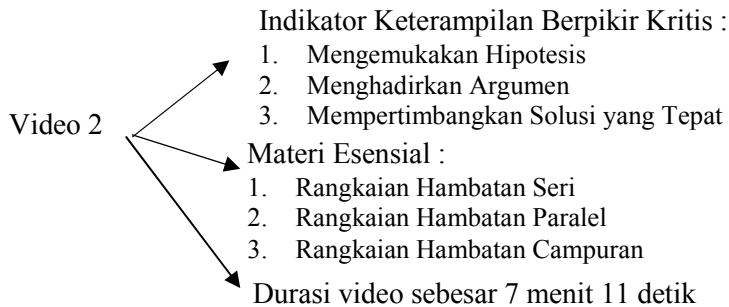 Indikator Keterampilan Berpikir Kritis :
1. Mengemukakan Hipotesis
2. Menghadirkan Argumen
3. Mempertimbangkan Solusi yang Tepat
Video 2
Materi Esensial :
1. Rangkaian Hambatan Seri
2. Rangkaian Hambatan Paralel
3. Rangkaian Hambatan Campuran
Durasi video sebesar 7 menit 11 detik